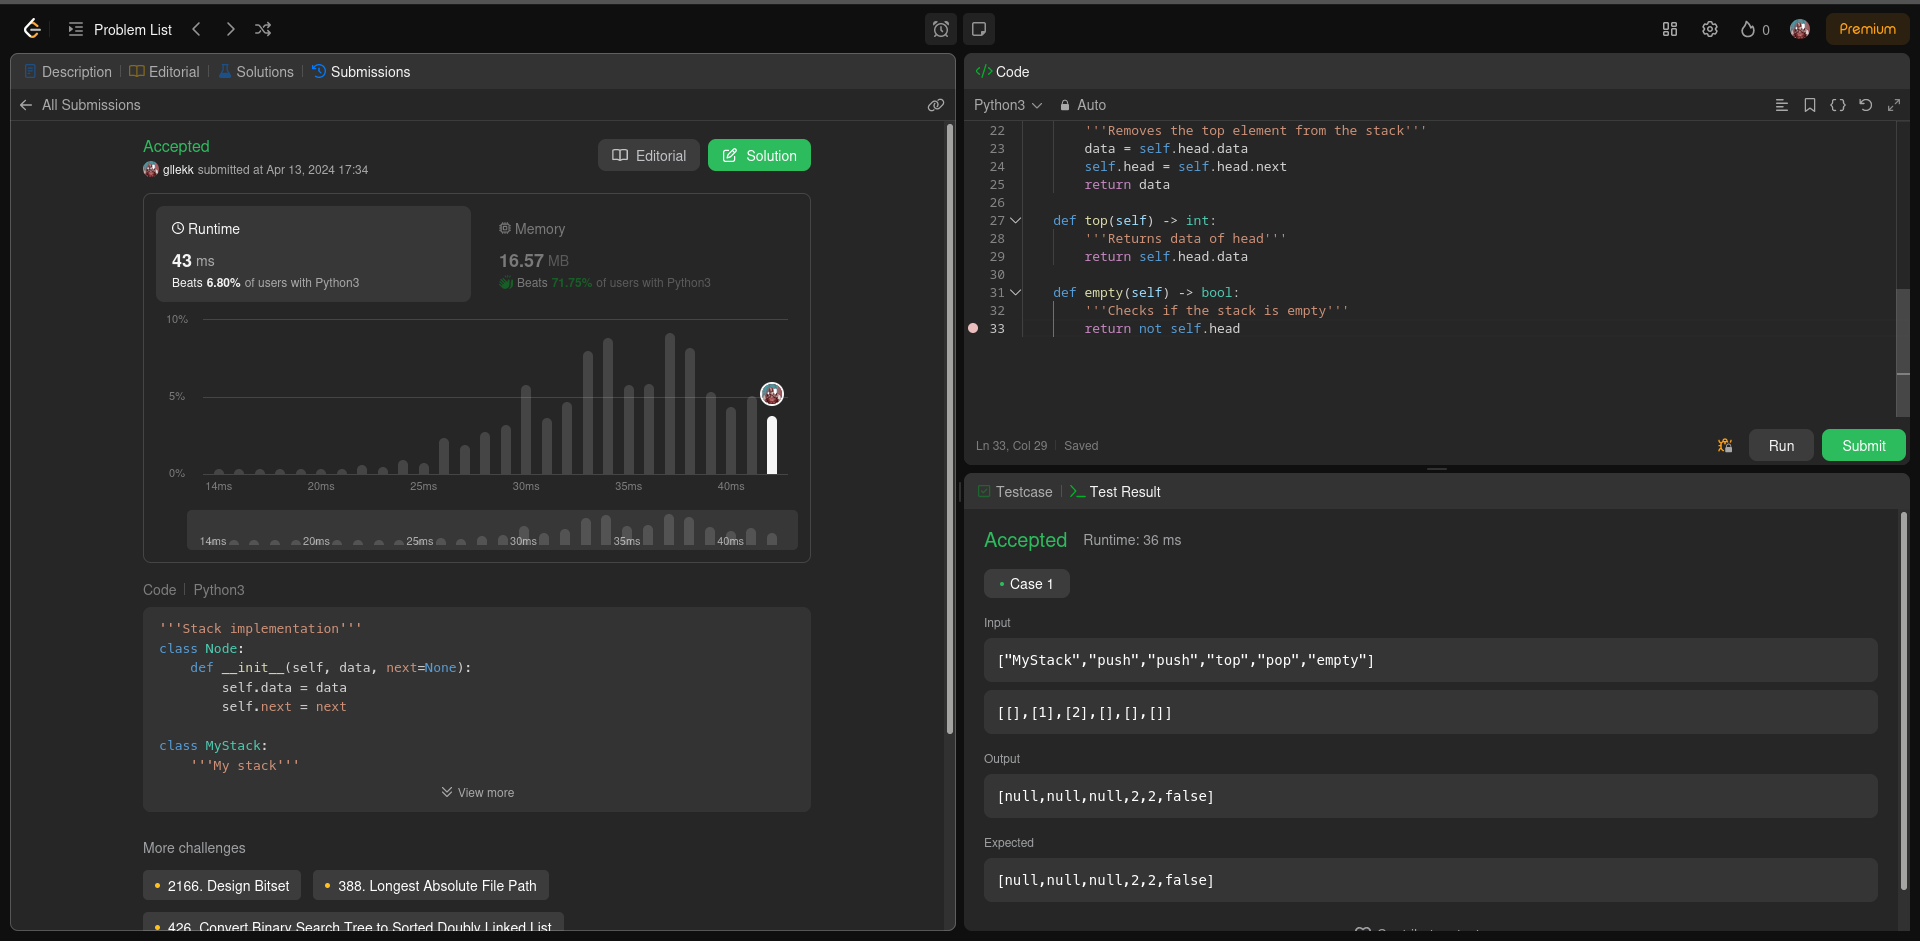 Problem List
0
Premium
Description
Editorial
Solutions
Submissions
All Submissions
Accepted
gllekk submitted at Apr 13, 2024 17:34
Editorial
Solution
Runtime
43 ms
Beats 6.80% of users with Python3
Memory
16.57 MB
Beats 71.75% of users with Python3
10%
5%
0%
14ms 20ms 25ms 30ms 35ms 40ms
14ms 20ms 25ms 30ms 35ms 40ms
Code | Python3
'''Stack implementation'''
class Node:
    def __init__(self, data, next=None):
        self.data = data
        self.next = next
class MyStack:
    '''My stack'''
View more
More challenges
2166. Design Bitset
388. Longest Absolute File Path
426. Convert Binary Search Tree to Sorted Doubly Linked List
</> Code
Python3
Auto
22 '''Removes the top element from the stack'''
23 data = self.head.data
24 self.head = self.head.next
25 return data
26
27 def top(self) -> int:
28 '''Returns data of head'''
29 return self.head.data
30
31 def empty(self) -> bool:
32 '''Checks if the stack is empty'''
33 return not self.head
Ln 33, Col 29 | Saved
Run
Submit
Testcase
Test Result
Accepted
Runtime: 36 ms
Case 1
Input
["MyStack","push","push","top","pop","empty"]
[[],[1],[2],[],[],[]]
Output
[null,null,null,2,2,false]
Expected
[null,null,null,2,2,false]